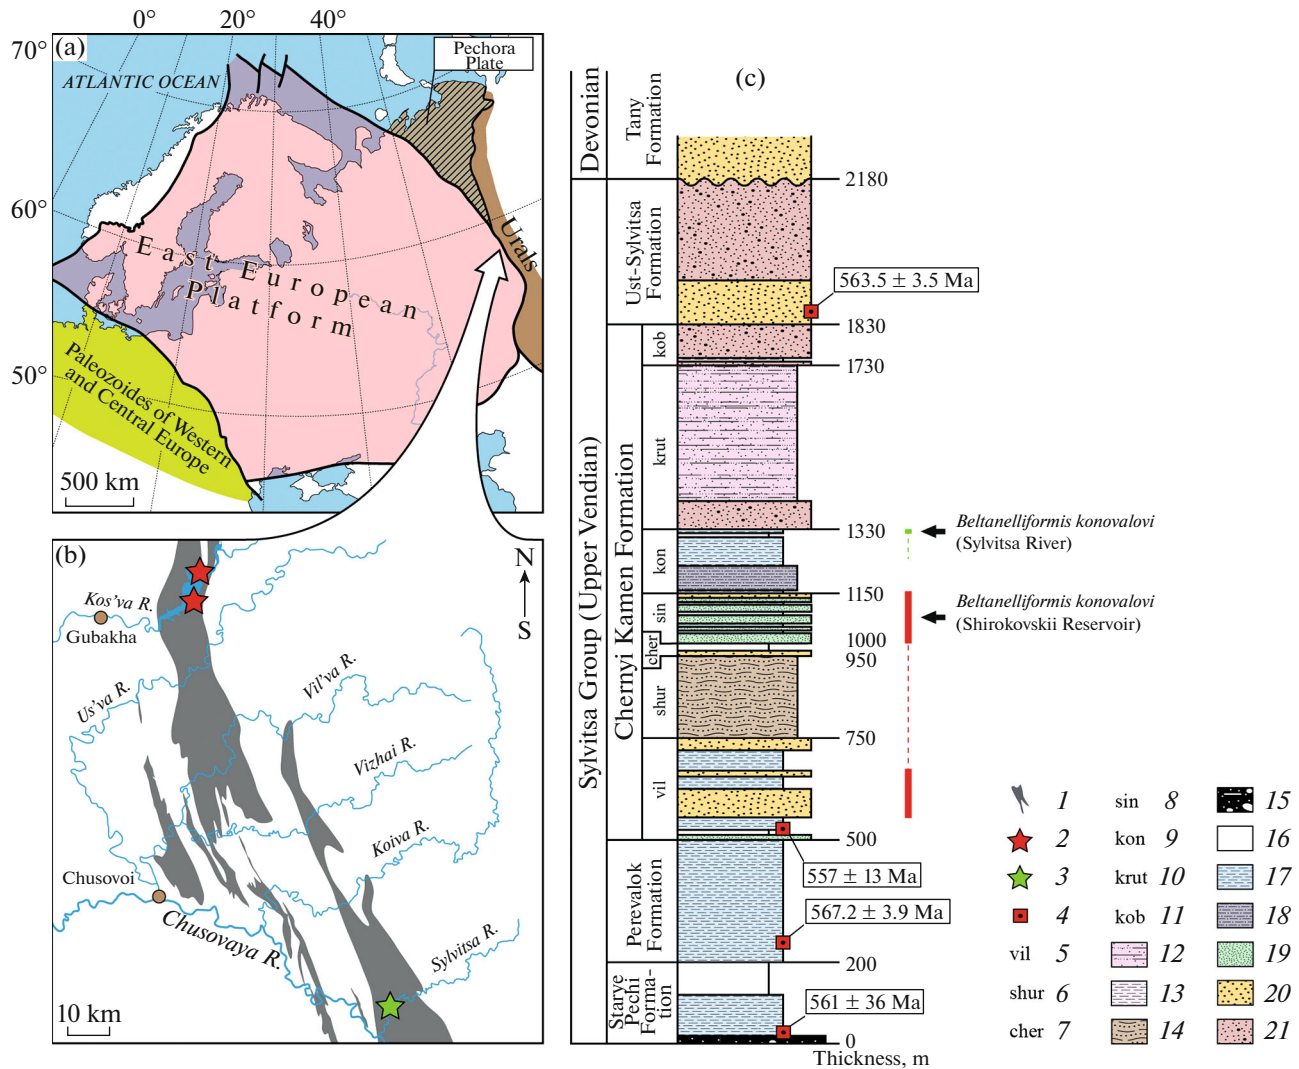 0°
20°
40°
70°
60°
50°
(a)
Pechora
Plate
ATLANTIC OCEAN
Urals
East European
Platform
Paleozoides of Western
and Central Europe
500 km
(b)
N
S
Kos'va R.
Gubakha
Us'va R.
Vil'va R.
Vizhai R.
Koiva R.
Chusovoi
Chusovaya R.
Sylvitsa R.
10 km
(c)
Devonian
Tany
Formation
2180
Sylvitsa Group (Upper Vendian)
Ust-Sylvitsa
Formation
563.5 ± 3.5 Ma
1830
Chernyi Kamen Formation
kob
1730
krut
1330
Beltanelliformis konovalovi
(Sylvitsa River)
kon
1150
Beltanelliformis konovalovi
(Shirokovskii Reservoir)
sin
1000
cher
950
shur
750
vil
500
557 ± 13 Ma
Perevalok
Formation
567.2 ± 3.9 Ma
200
Starye
Pechi
Forma-
tion
561 ± 36 Ma
0
Thickness, m
1
2
3
4
vil 5
shur 6
cher 7
sin 8
kon 9
krut 10
kob 11
12
13
14
15
16
17
18
19
20
21